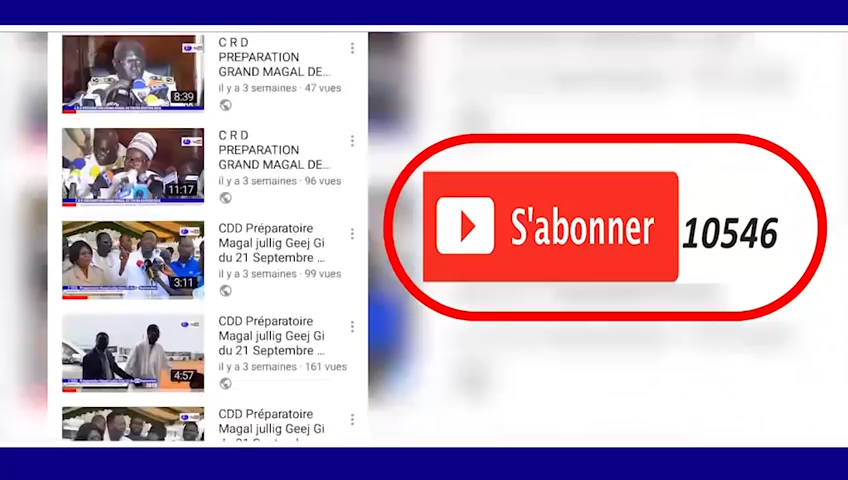 C R D
PREPARATION
GRAND MAGAL DE...
il y a 3 semaines · 47 vues
8:39
C R D
PREPARATION
GRAND MAGAL DE...
il y a 3 semaines · 96 vues
11:17
CDD Préparatoire
Magal jullig Geej Gi
du 21 Septembre ...
il y a 3 semaines · 99 vues
3:11
CDD Préparatoire
Magal jullig Geej Gi
du 21 Septembre ...
il y a 3 semaines · 161 vues
4:57
CDD Préparatoire
Magal jullig Geej Gi
du 21 Septembre
S'abonner 10546